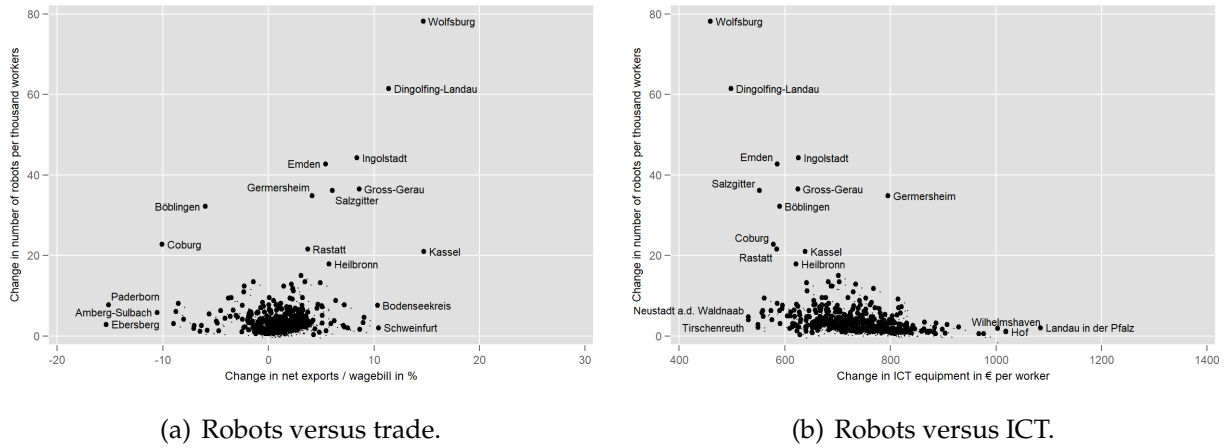 Change in number of robots per thousand workers
80
60
40
20
0
Wolfsburg
Dingolfing-Landau
Ingolstadt
Emden
Germersheim
Gross-Gerau
Salzgitter
Böblingen
Coburg
Rastatt
Kassel
Heilbronn
Paderborn
Amberg-Sulbach
Ebersberg
Bodenseekreis
Schweinfurt
-20 -10 0 10 20 30
Change in net exports / wagebill in %
(a) Robots versus trade.
Change in number of robots per thousand workers
80
60
40
20
0
Wolfsburg
Dingolfing-Landau
Emden
Ingolstadt
Salzgitter
Gross-Gerau
Germersheim
Böblingen
Coburg
Rastatt
Kassel
Heilbronn
Neustadt a.d. Waldnaab
Tirschenreuth
Wilhelmshaven
Hof
Landau in der Pfalz
400 600 800 1000 1200 1400
Change in ICT equipment in € per worker
(b) Robots versus ICT.